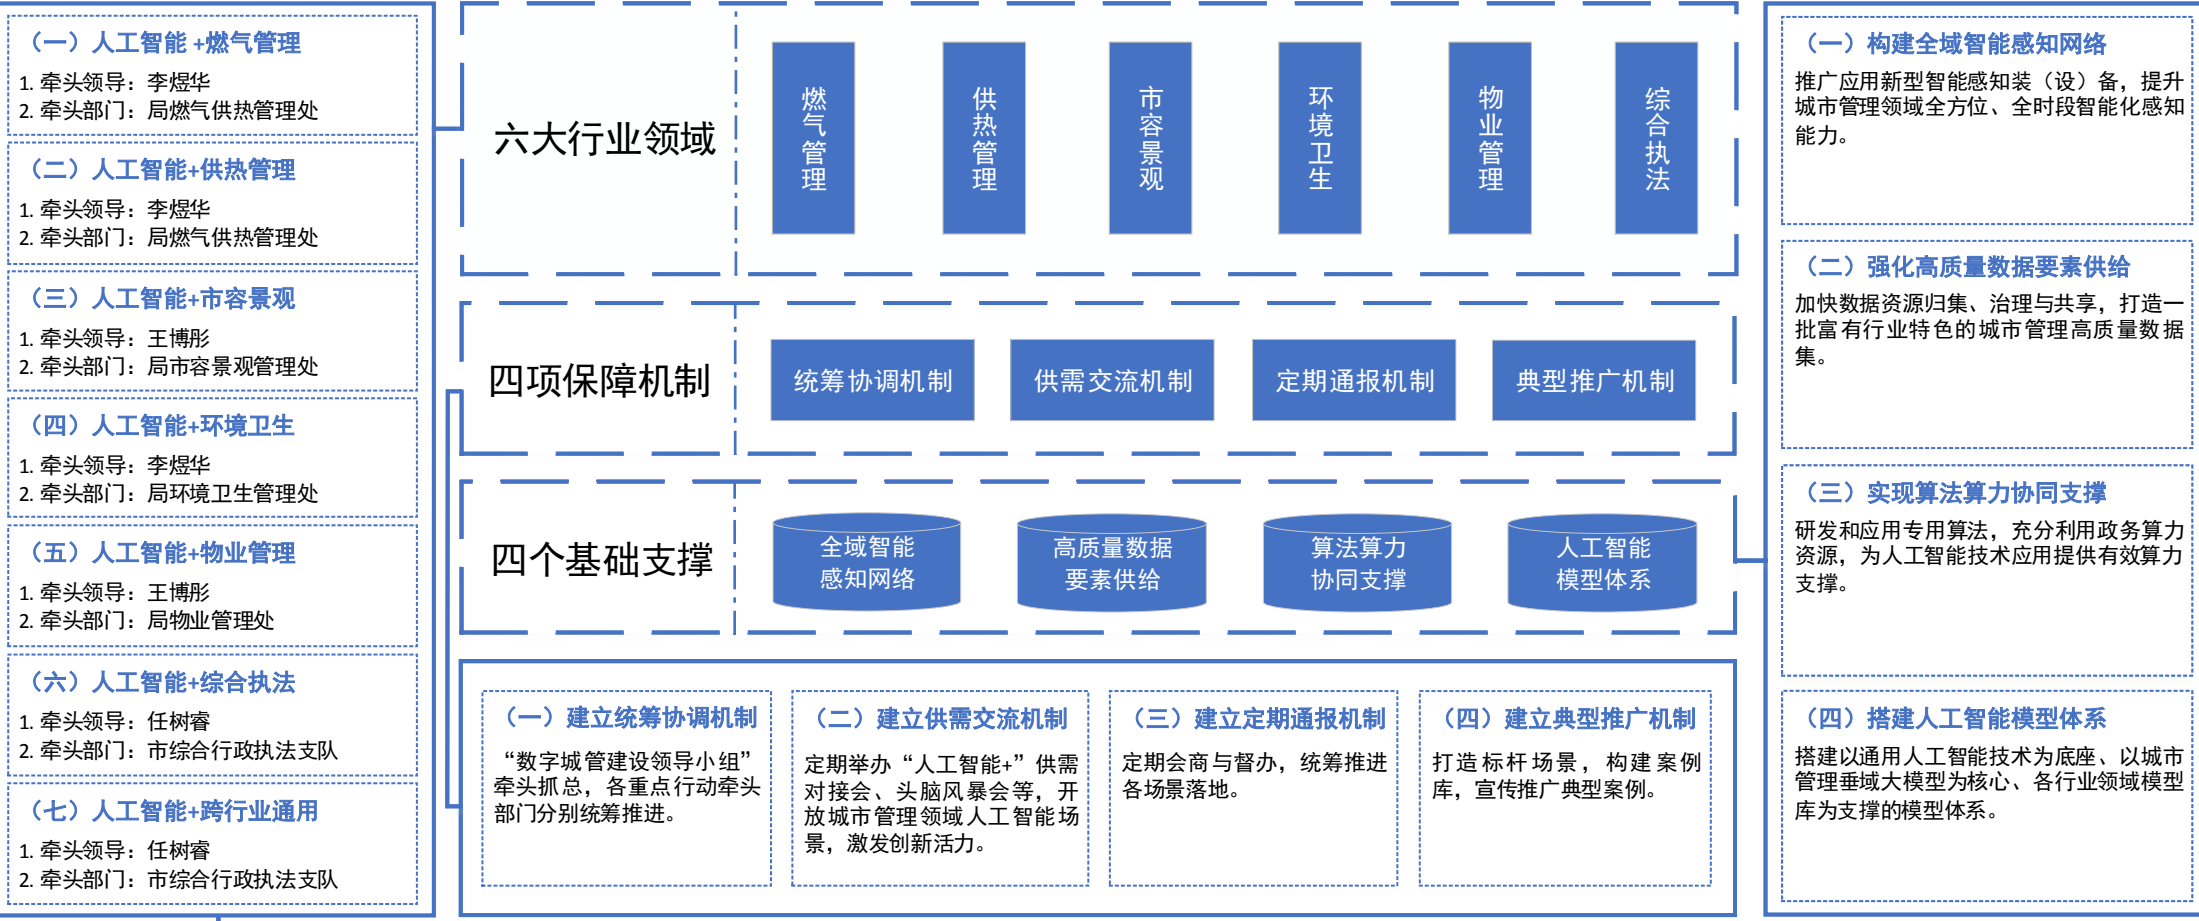 （一）人工智能 +燃气管理
1. 牵头领导：李煜华
2. 牵头部门：局燃气供热管理处
（二）人工智能+供热管理
1. 牵头领导：李煜华
2. 牵头部门：局燃气供热管理处
（三）人工智能+市容景观
1. 牵头领导：王博彤
2. 牵头部门：局市容景观管理处
（四）人工智能+环境卫生
1. 牵头领导：李煜华
2. 牵头部门：局环境卫生管理处
（五）人工智能+物业管理
1. 牵头领导：王博彤
2. 牵头部门：局物业管理处
（六）人工智能+综合执法
1. 牵头领导：任树睿
2. 牵头部门：市综合行政执法支队
（七）人工智能+跨行业通用
1. 牵头领导：任树睿
2. 牵头部门：市综合行政执法支队
六大行业领域
燃气管理
供热管理
市容景观
环境卫生
物业管理
综合执法
四项保障机制
统筹协调机制
供需交流机制
定期通报机制
典型推广机制
四个基础支撑
全域智能
感知网络
高质量数据
要素供给
算法算力
协同支撑
人工智能
模型体系
（一）建立统筹协调机制
“数字城管建设领导小组”
牵头抓总，各重点行动牵头
部门分别统筹推进。
（二）建立供需交流机制
定期举办“人工智能+”供需
对接会、头脑风暴会等，开
放城市管理领域人工智能场
景，激发创新活力。
（三）建立定期通报机制
定期会商与督办，统筹推进
各场景落地。
（四）建立典型推广机制
打造标杆场景，构建案例
库，宣传推广典型案例。
（一）构建全域智能感知网络
推广应用新型智能感知装（设）备，提升
城市管理领域全方位、全时段智能化感知
能力。
（二）强化高质量数据要素供给
加快数据资源归集、治理与共享，打造一
批富有行业特色的城市管理高质量数据
集。
（三）实现算法算力协同支撑
研发和应用专用算法，充分利用政务算力
资源，为人工智能技术应用提供有效算力
支撑。
（四）搭建人工智能模型体系
搭建以通用人工智能技术为底座、以城市
管理垂域大模型为核心、各行业领域模型
库为支撑的模型体系。